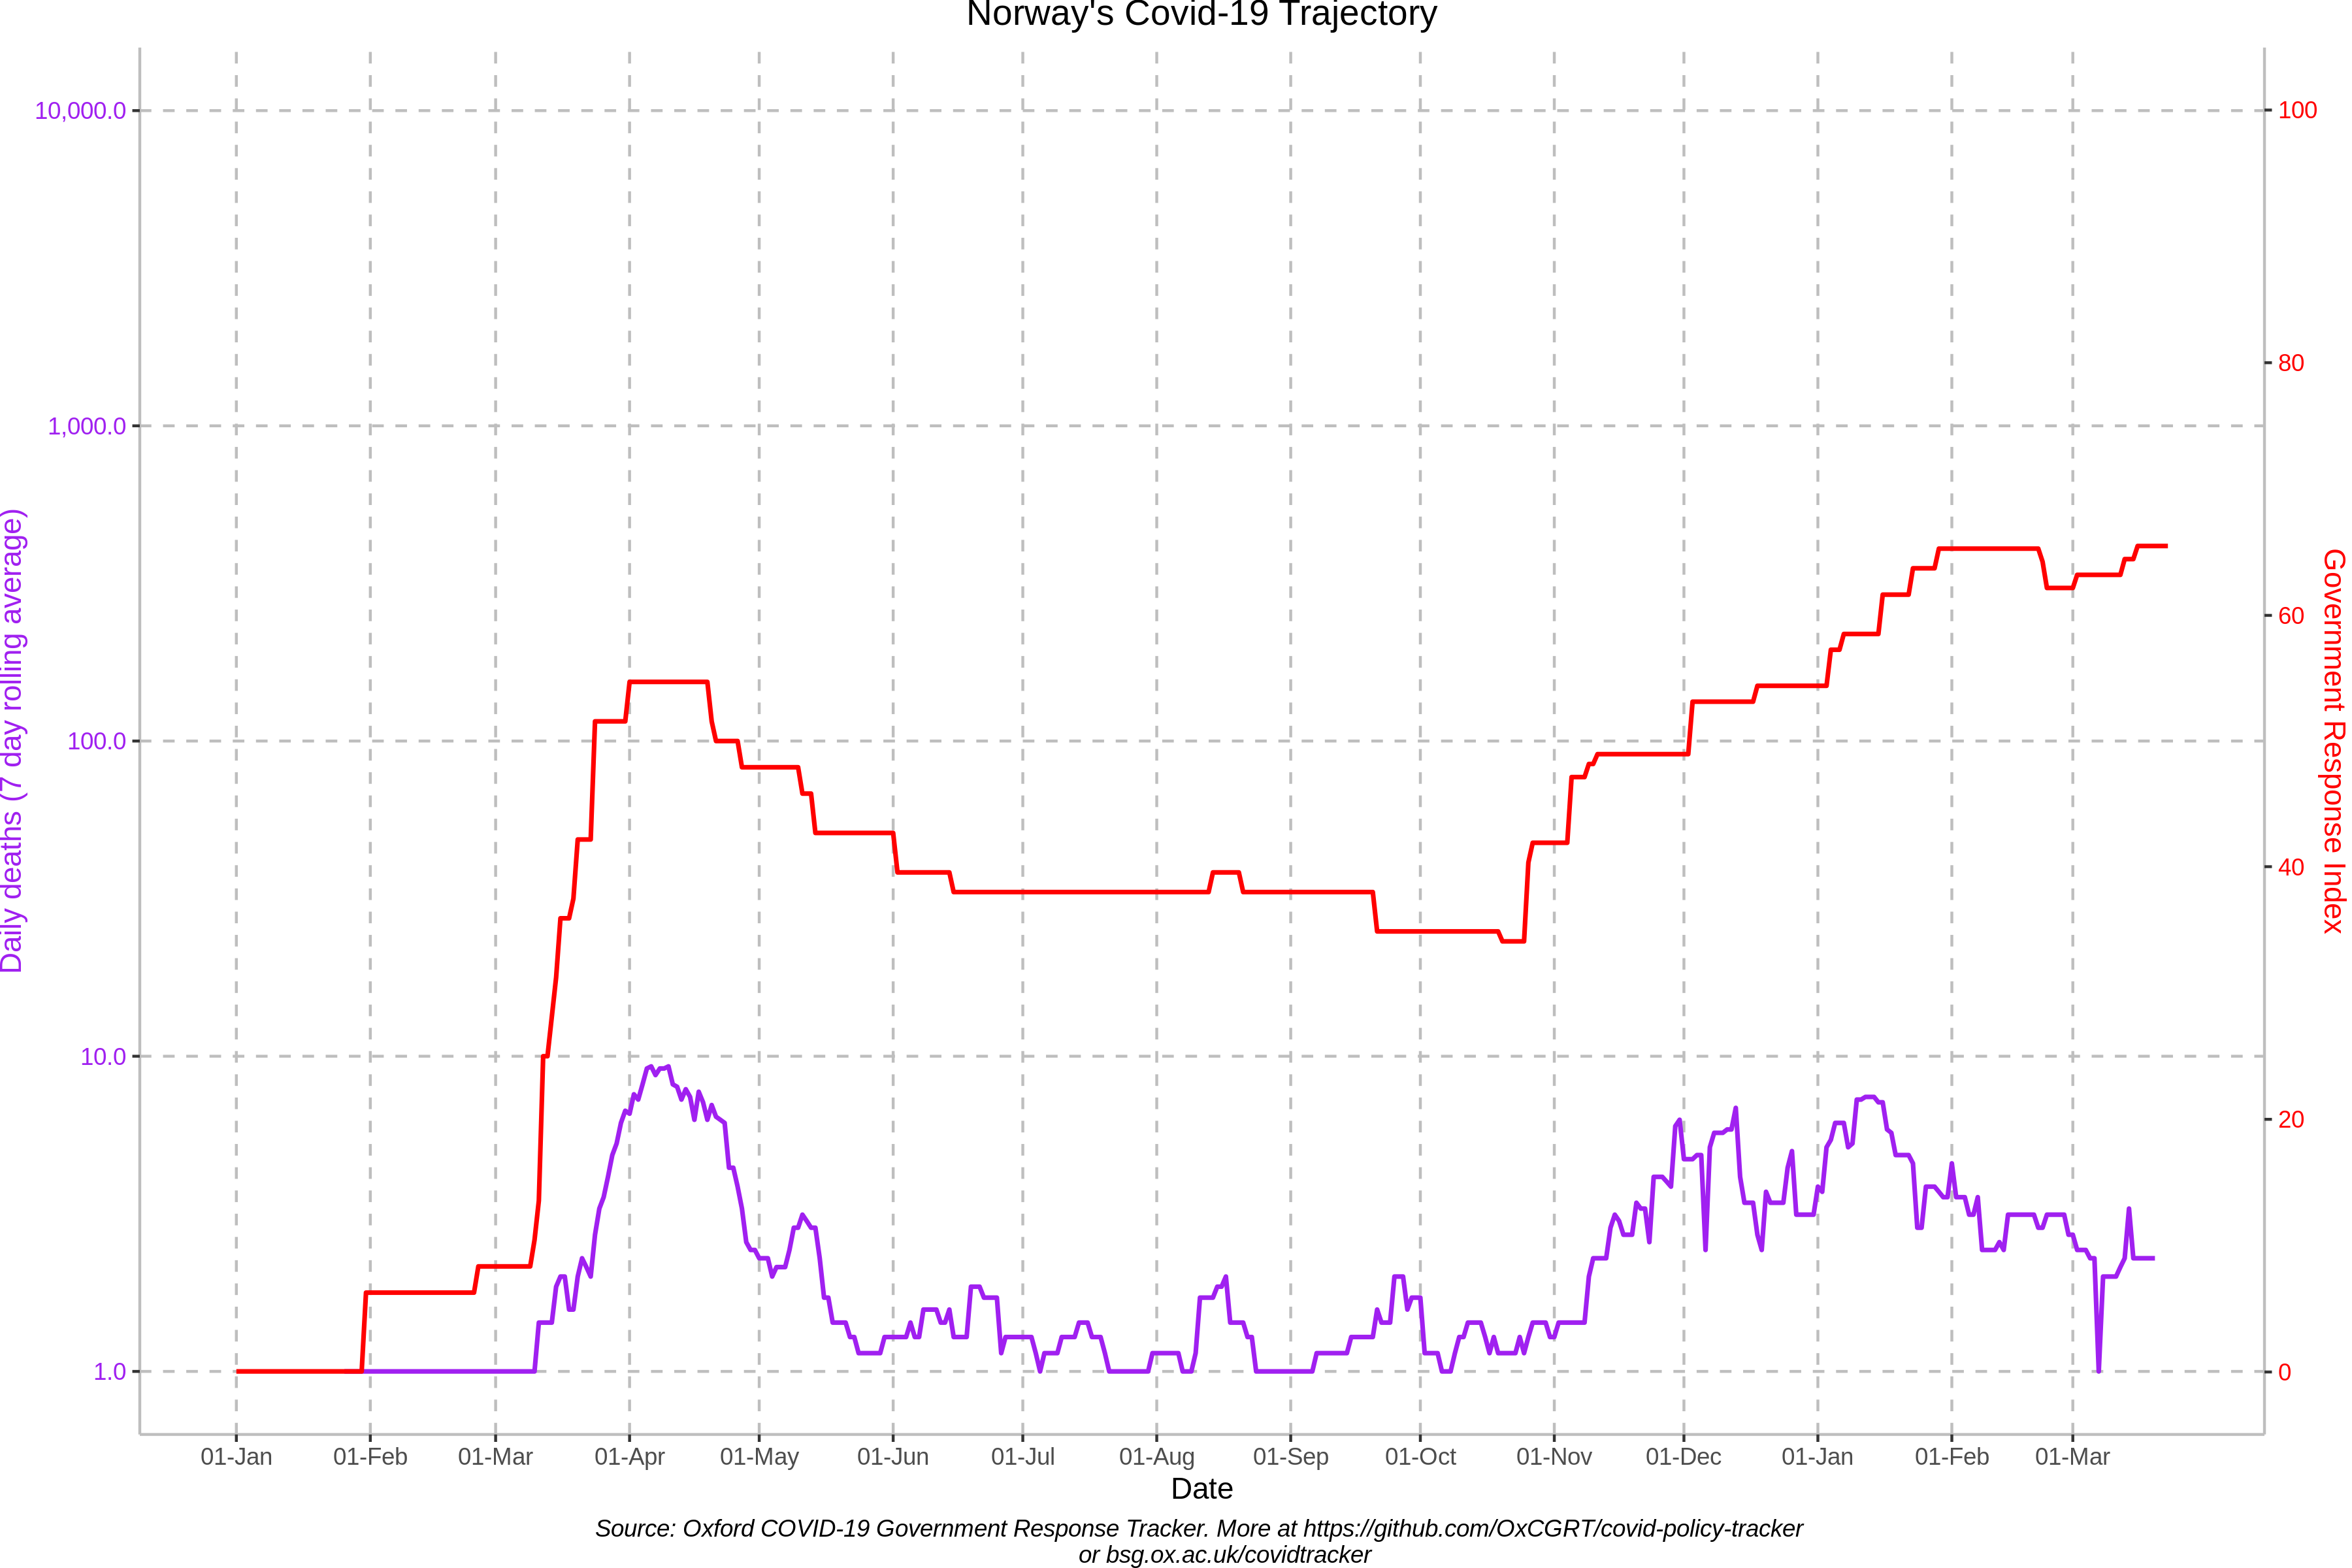 Norway's Covid-19 Trajectory
Daily deaths (7 day rolling average)
10,000.0
1,000.0
100.0
10.0
1.0
100
80
60
40
20
0
Government Response Index
01-Jan 01-Feb 01-Mar 01-Apr 01-May 01-Jun 01-Jul 01-Aug 01-Sep 01-Oct 01-Nov 01-Dec 01-Jan 01-Feb 01-Mar
Date
Source: Oxford COVID-19 Government Response Tracker. More at https://github.com/OxCGRT/covid-policy-tracker
or bsg.ox.ac.uk/covidtracker